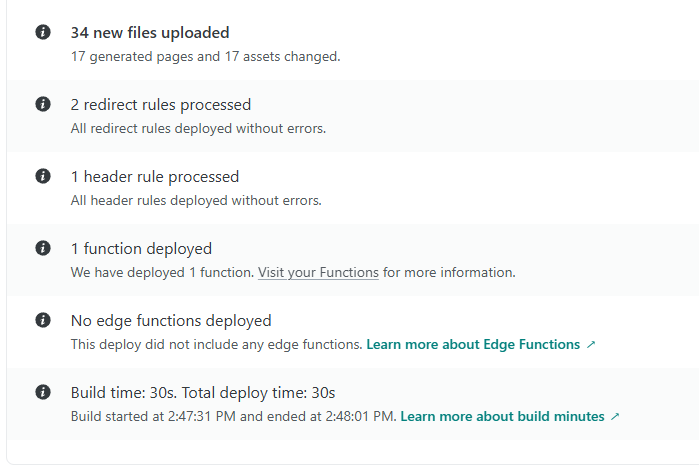 34 new files uploaded
17 generated pages and 17 assets changed.
2 redirect rules processed
All redirect rules deployed without errors.
1 header rule processed
All header rules deployed without errors.
1 function deployed
We have deployed 1 function. Visit your Functions for more information.
No edge functions deployed
This deploy did not include any edge functions. Learn more about Edge Functions ↗
Build time: 30s. Total deploy time: 30s
Build started at 2:47:31 PM and ended at 2:48:01 PM. Learn more about build minutes ↗